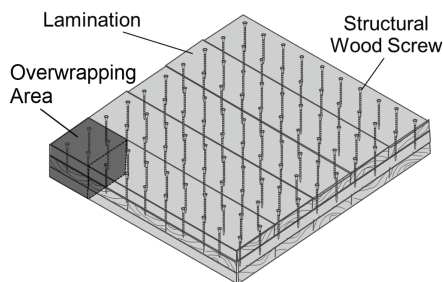 Lamination
Structural
Wood Screw
Overwrapping
Area